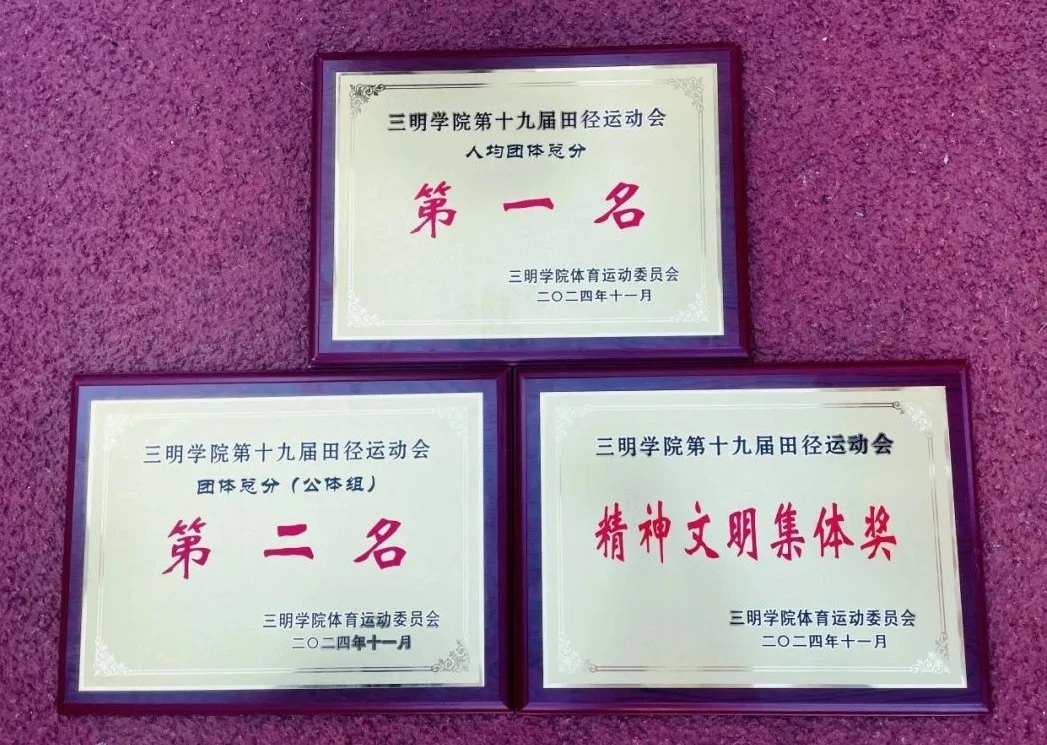 三明学院第十九届田径运动会
人均团体总分
第一名
三明学院体育运动委员会
二〇二四年十一月
三明学院第十九届田径运动会
团体总分（公体组）
第二名
三明学院体育运动委员会
二〇二四年十一月
三明学院第十九届田径运动会
精神文明集体奖
三明学院体育运动委员会
二〇二四年十一月